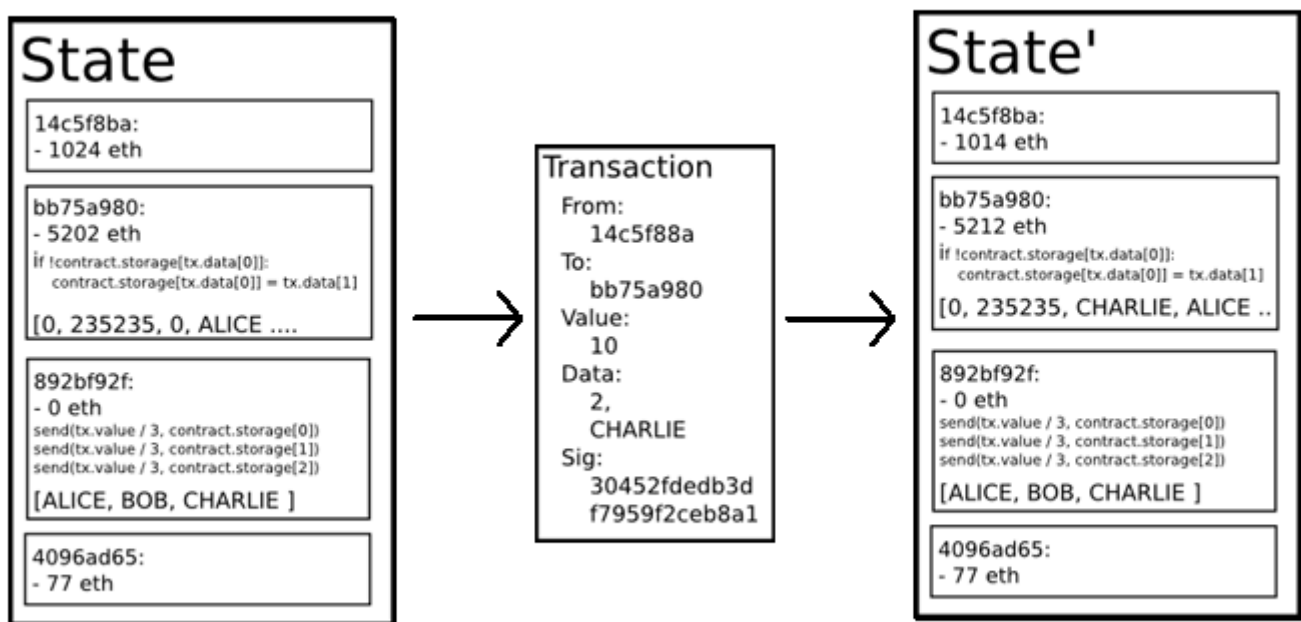 State
14c5f8ba:
- 1024 eth
bb75a980:
- 5202 eth
if !contract.storage[tx.data[0]]:
contract.storage[tx.data[0]] = tx.data[1]
[0, 235235, 0, ALICE ....
892bf92f:
- 0 eth
send(tx.value / 3, contract.storage[0])
send(tx.value / 3, contract.storage[1])
send(tx.value / 3, contract.storage[2])
[ALICE, BOB, CHARLIE ]
4096ad65:
- 77 eth
Transaction
From:
14c5f88a
To:
bb75a980
Value:
10
Data:
2,
CHARLIE
Sig:
30452fdedb3d
f7959f2ceb8a1
State'
14c5f8ba:
- 1014 eth
bb75a980:
- 5212 eth
if !contract.storage[tx.data[0]]:
contract.storage[tx.data[0]] = tx.data[1]
[0, 235235, CHARLIE, ALICE ..
892bf92f:
- 0 eth
send(tx.value / 3, contract.storage[0])
send(tx.value / 3, contract.storage[1])
send(tx.value / 3, contract.storage[2])
[ALICE, BOB, CHARLIE ]
4096ad65:
- 77 eth